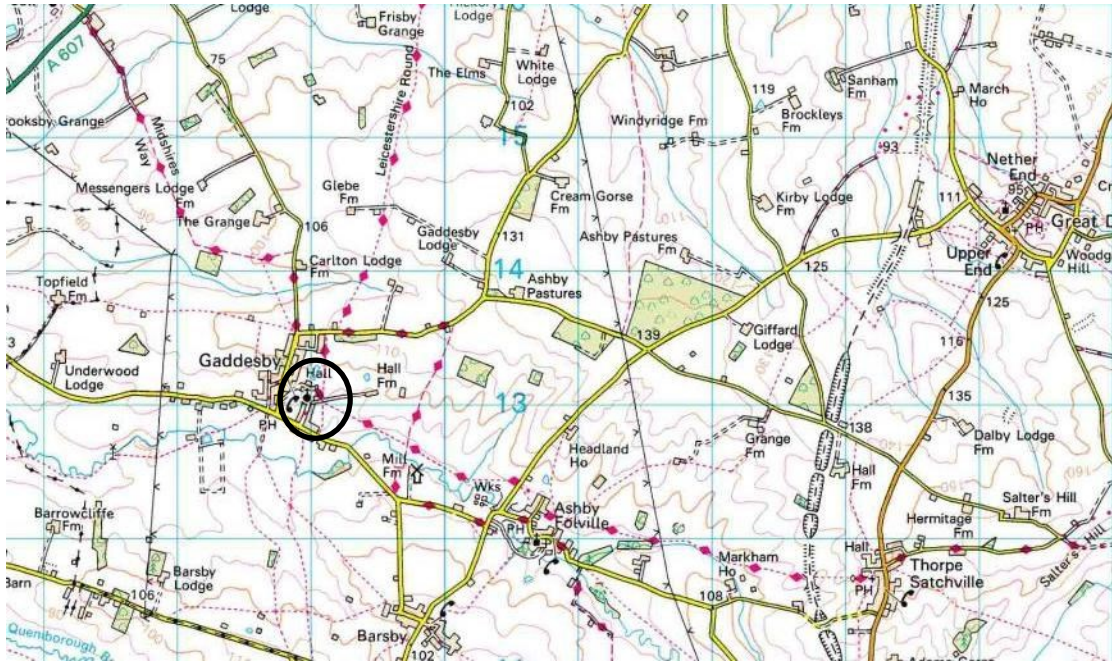 Frisby
Grange
A 607
75
The Elms
White
Lodge
102
Leicestershire Round
Midshires
Way
119
Sanham
Fm
March
Ho
Brockleys
Fm
Windyridge Fm
15
93
Nether
End
95
Messengers Lodge
Fm
The Grange
Glebe
Fm
Cream Gorse
Fm
Kirby Lodge
Fm
111
PH
Great
106
Gaddesby
Lodge
131
Ashby Pastures
Fm
Upper
End
Carlton Lodge
Fm
14
Ashby
Pastures
125
Hill
Topfield
Fm
125
139
Giffard
Lodge
116
Gaddesby
110
Underwood
Lodge
Hall
Hall
Fm
13
135
PH
Headland
Ho
Grange
Fm
138
Dalby Lodge
Fm
Mill
Fm
Hall
Fm
Wks
Salter's Hill
Fm
Barrowcliffe
Fm
Ashby
Folville
PH
Hermitage
Fm
Barn
Barsby
Lodge
Markham
Ho
Hall
Thorpe
Satchville
Salter's Hill
106
PH
108
Barsby
102